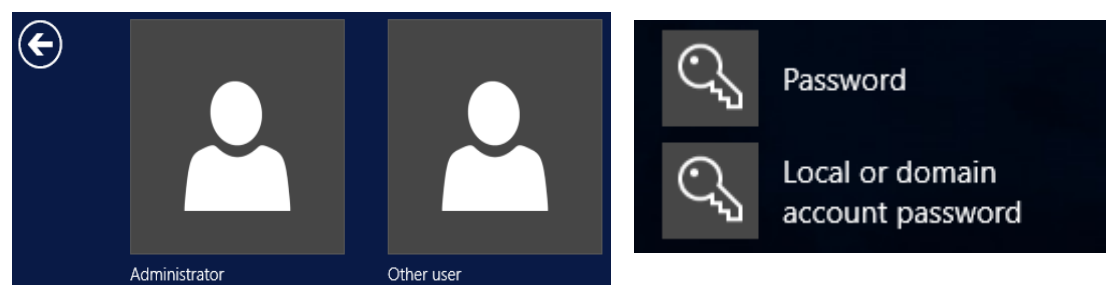 Administrator
Other user
Password
Local or domain
account password